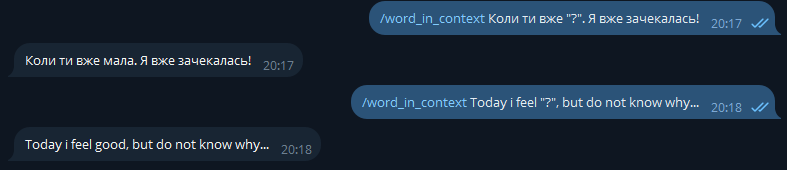 /word_in_context Коли ти вже "?". Я вже зачекалась!
20:17
Коли ти вже мала. Я вже зачекалась!
20:17
/word_in_context Today i feel "?", but do not know why...
20:18
Today i feel good, but do not know why...
20:18